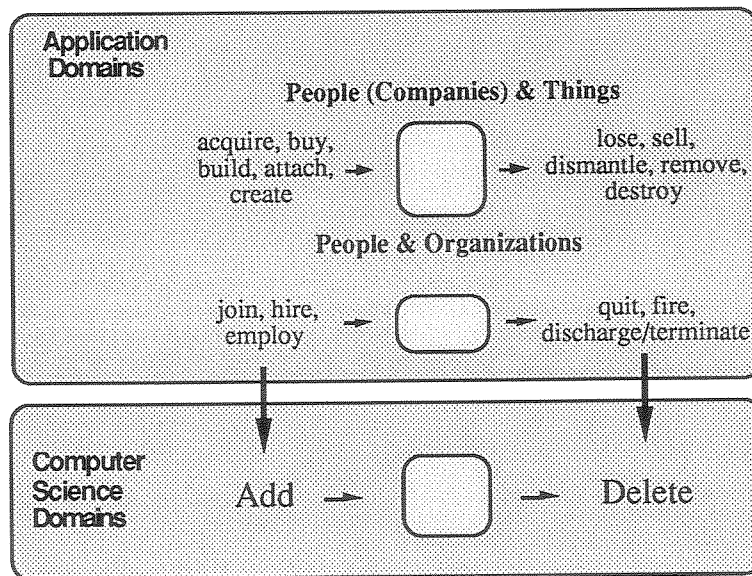 Application
Domains
People (Companies) & Things
acquire, buy,
build, attach,
create
lose, sell,
dismantle, remove,
destroy
People & Organizations
join, hire,
employ
quit, fire,
discharge/terminate
Computer
Science
Domains
Add
Delete